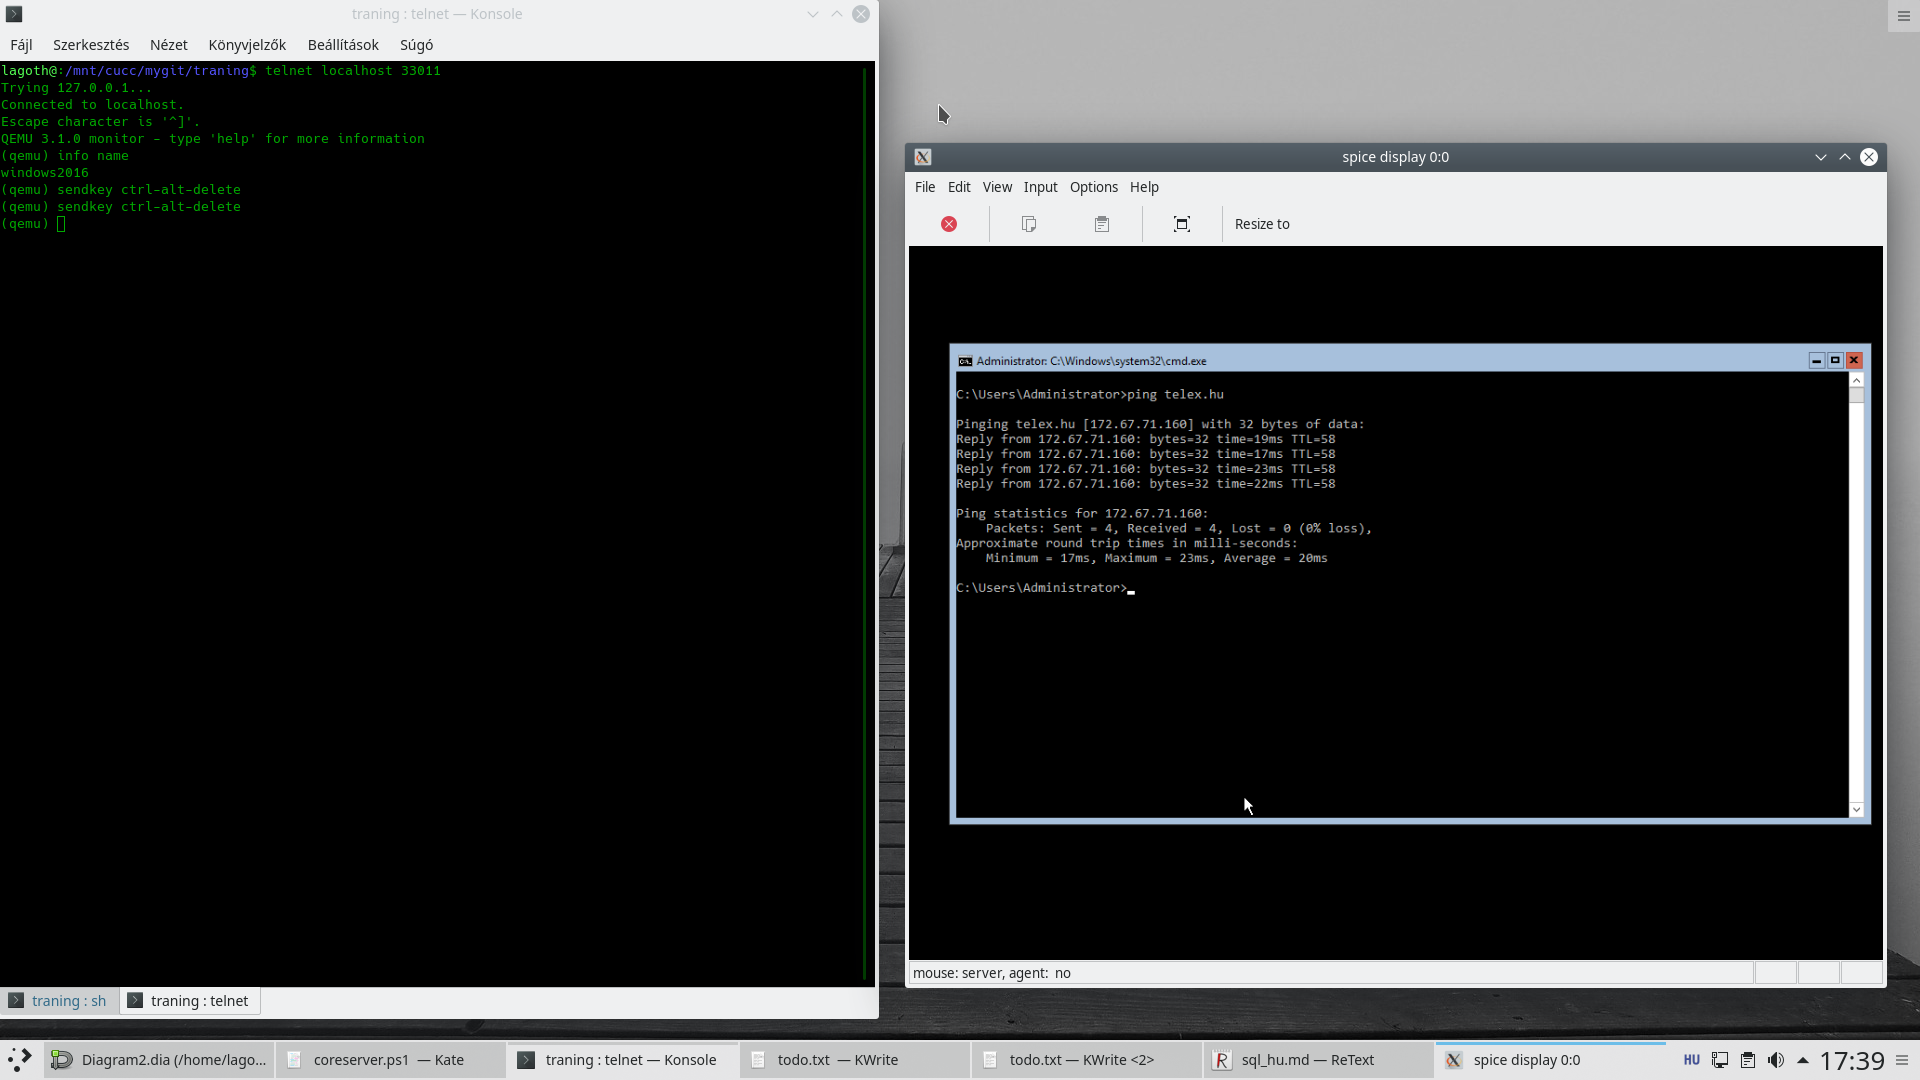 traning : telnet — Konsole
Fájl Szerkesztés Nézet Könyvjelzők Beállítások Súgó
lagoth@:/mnt/cucc/mygit/traning$ telnet localhost 33011
Trying 127.0.0.1...
Connected to localhost.
Escape character is '^]'.
QEMU 3.1.0 monitor - type 'help' for more information
(qemu) info name
windows2016
(qemu) sendkey ctrl-alt-delete
(qemu) sendkey ctrl-alt-delete
(qemu)
traning : sh traning : telnet
spice display 0:0
File Edit View Input Options Help
Resize to
Administrator: C:\Windows\system32\cmd.exe
C:\Users\Administrator>ping telex.hu
Pinging telex.hu [172.67.71.160] with 32 bytes of data:
Reply from 172.67.71.160: bytes=32 time=19ms TTL=58
Reply from 172.67.71.160: bytes=32 time=17ms TTL=58
Reply from 172.67.71.160: bytes=32 time=23ms TTL=58
Reply from 172.67.71.160: bytes=32 time=22ms TTL=58
Ping statistics for 172.67.71.160:
Packets: Sent = 4, Received = 4, Lost = 0 (0% loss),
Approximate round trip times in milli-seconds:
Minimum = 17ms, Maximum = 23ms, Average = 20ms
C:\Users\Administrator>
mouse: server, agent: no
Diagram2.dia (/home/lago... coreserver.ps1 — Kate traning : telnet — Konsole todo.txt — KWrite todo.txt — KWrite <2> sql_hu.md — ReText spice display 0:0 HU 17:39